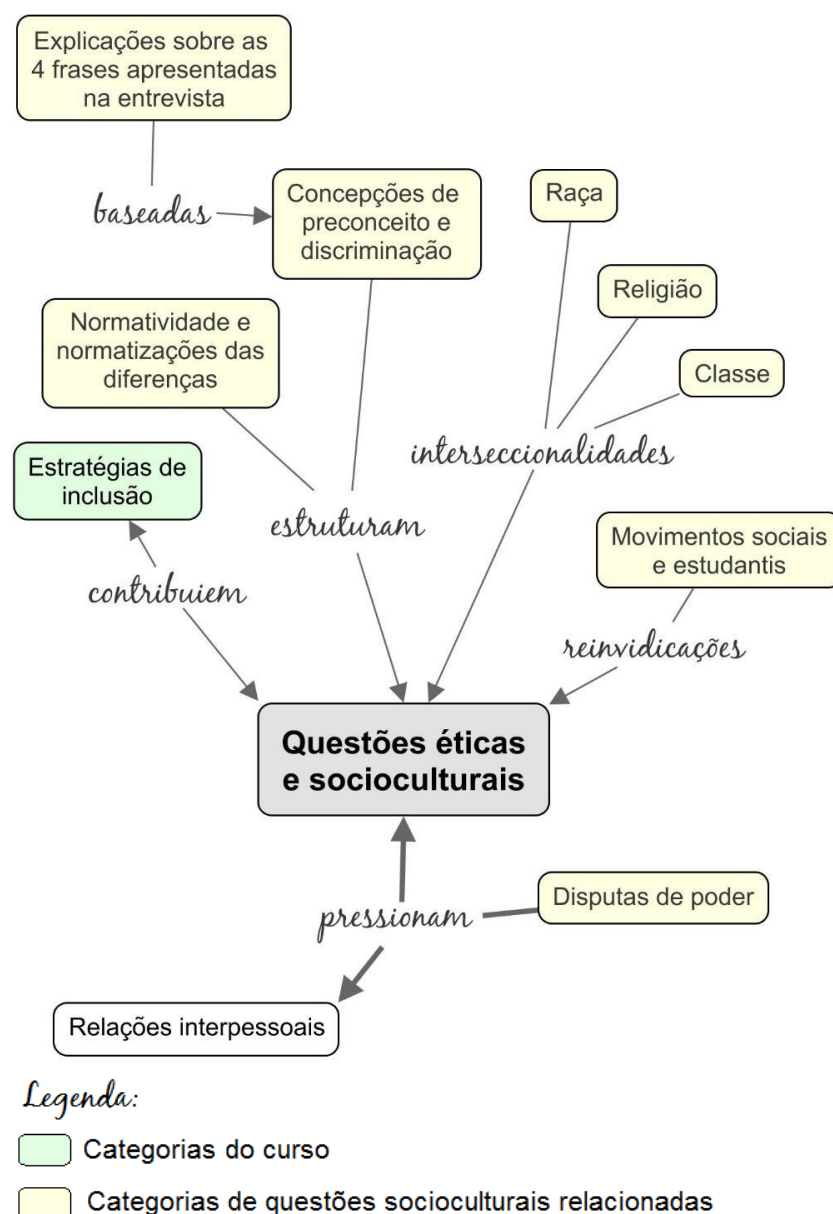 Explicações sobre as
4 frases apresentadas
na entrevista
baseadas
Concepções de
preconceito e
discriminação
Raça
Religião
Classe
Normatividade e
normatizações das
diferenças
interseccionalidades
Estratégias de
inclusão
estruturam
Movimentos sociais
e estudantis
contribuiem
reinvidicações
Questões éticas
e socioculturais
Disputas de poder
pressionam
Relações interpessoais
Legenda:
Categorias do curso
Categorias de questões socioculturais relacionadas